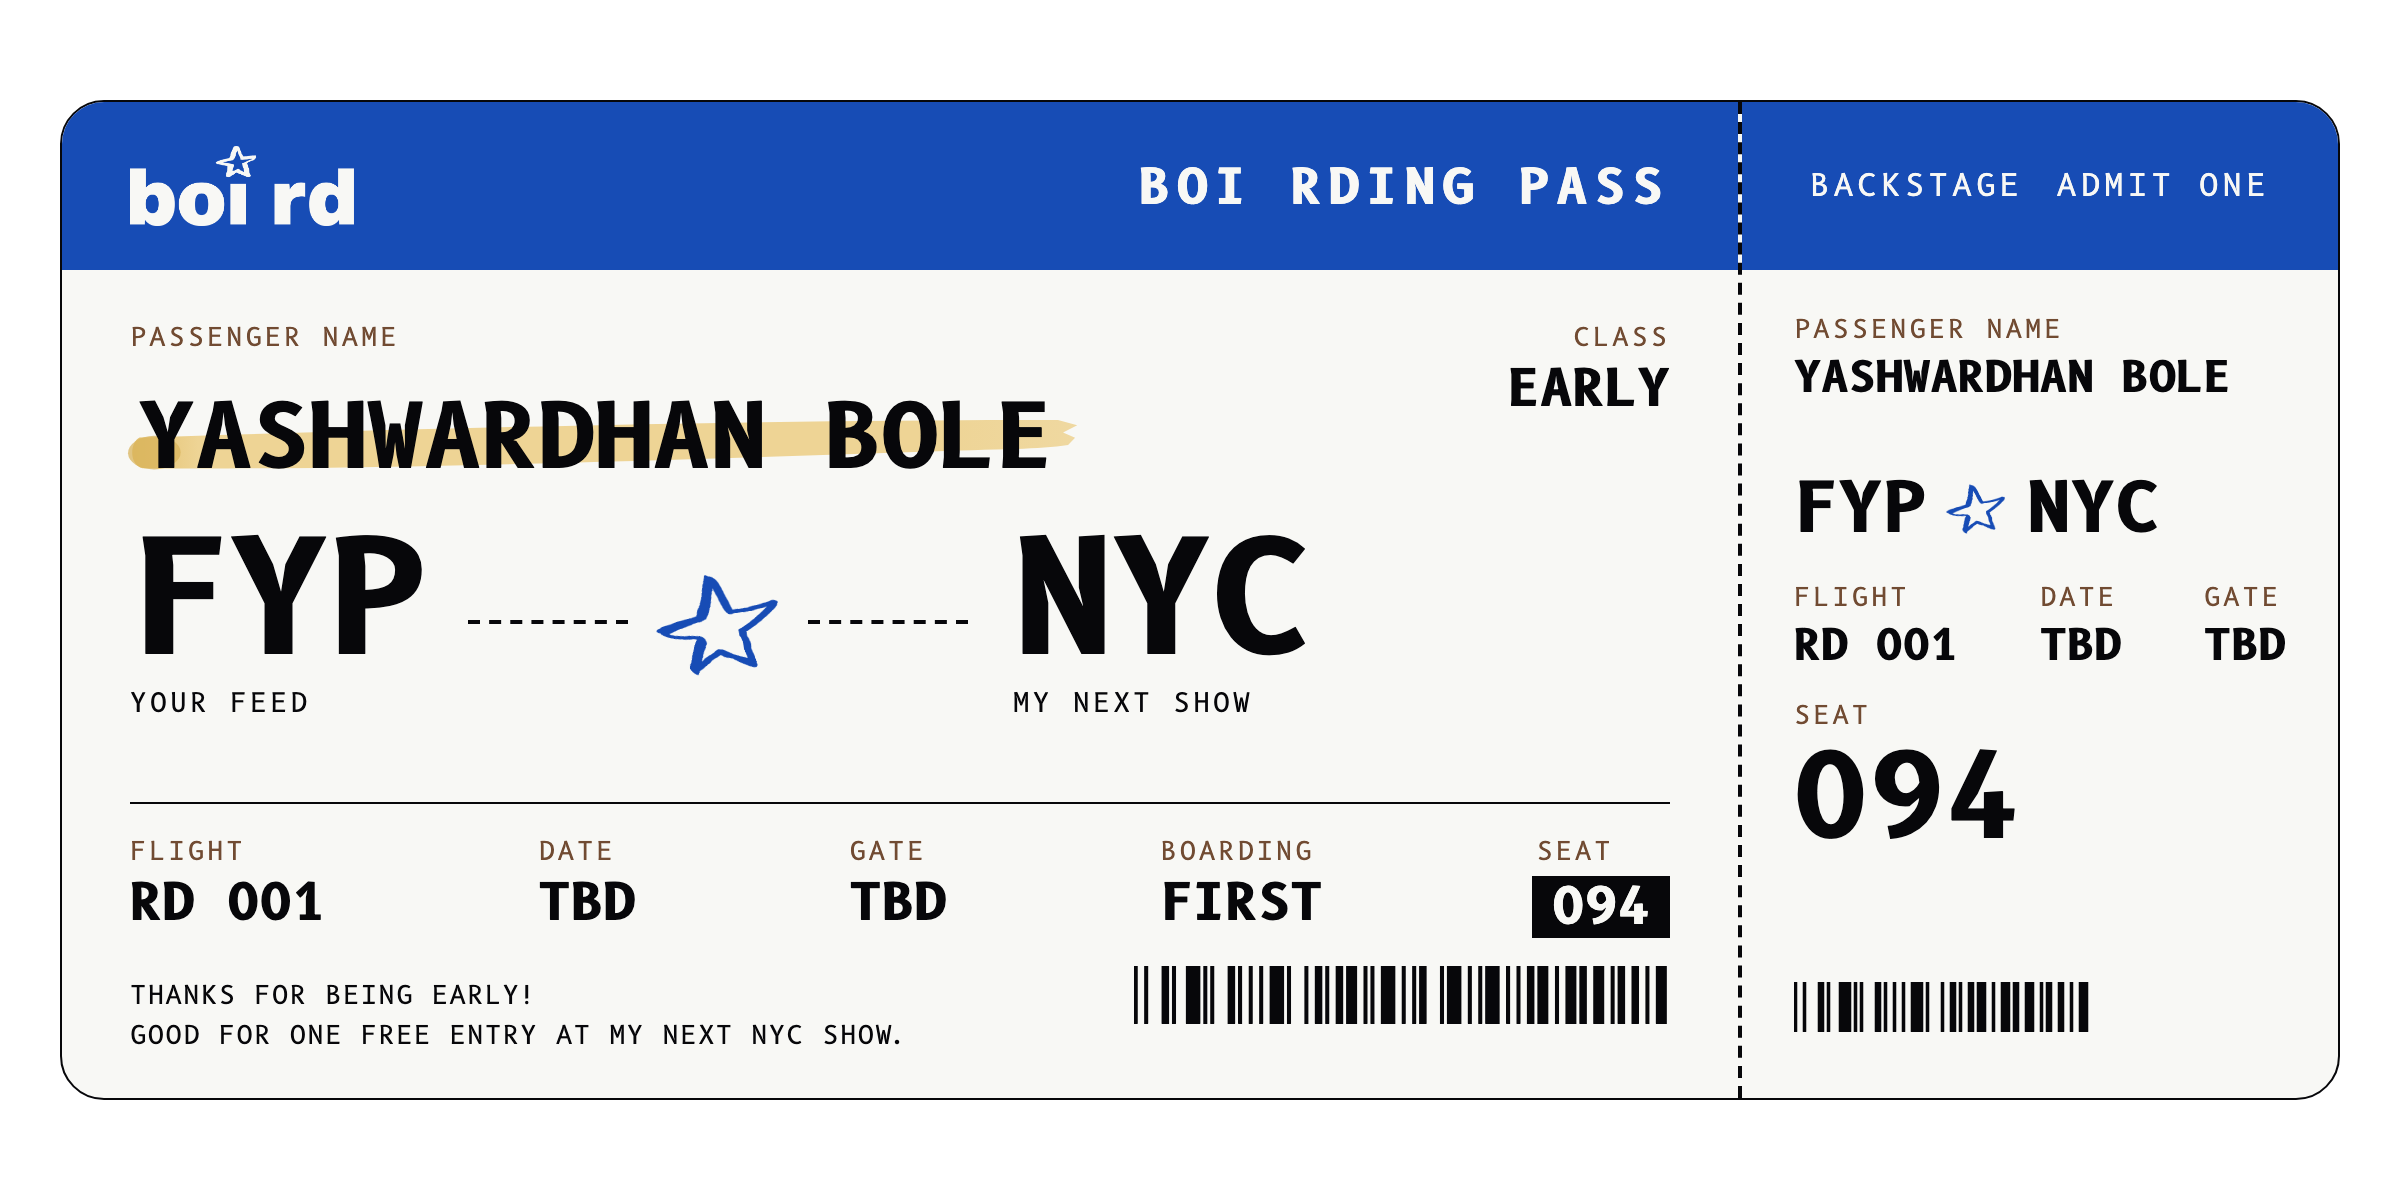 boi rd
BOI RDING PASS
PASSENGER NAME
CLASS
EARLY
YASHWARDHAN BOLE
FYP
NYC
YOUR FEED
MY NEXT SHOW
FLIGHT DATE GATE BOARDING SEAT
RD 001 TBD TBD FIRST 094
THANKS FOR BEING EARLY!
GOOD FOR ONE FREE ENTRY AT MY NEXT NYC SHOW.
BACKSTAGE ADMIT ONE
PASSENGER NAME
YASHWARDHAN BOLE
FYP NYC
FLIGHT DATE GATE
RD 001 TBD TBD
SEAT
094